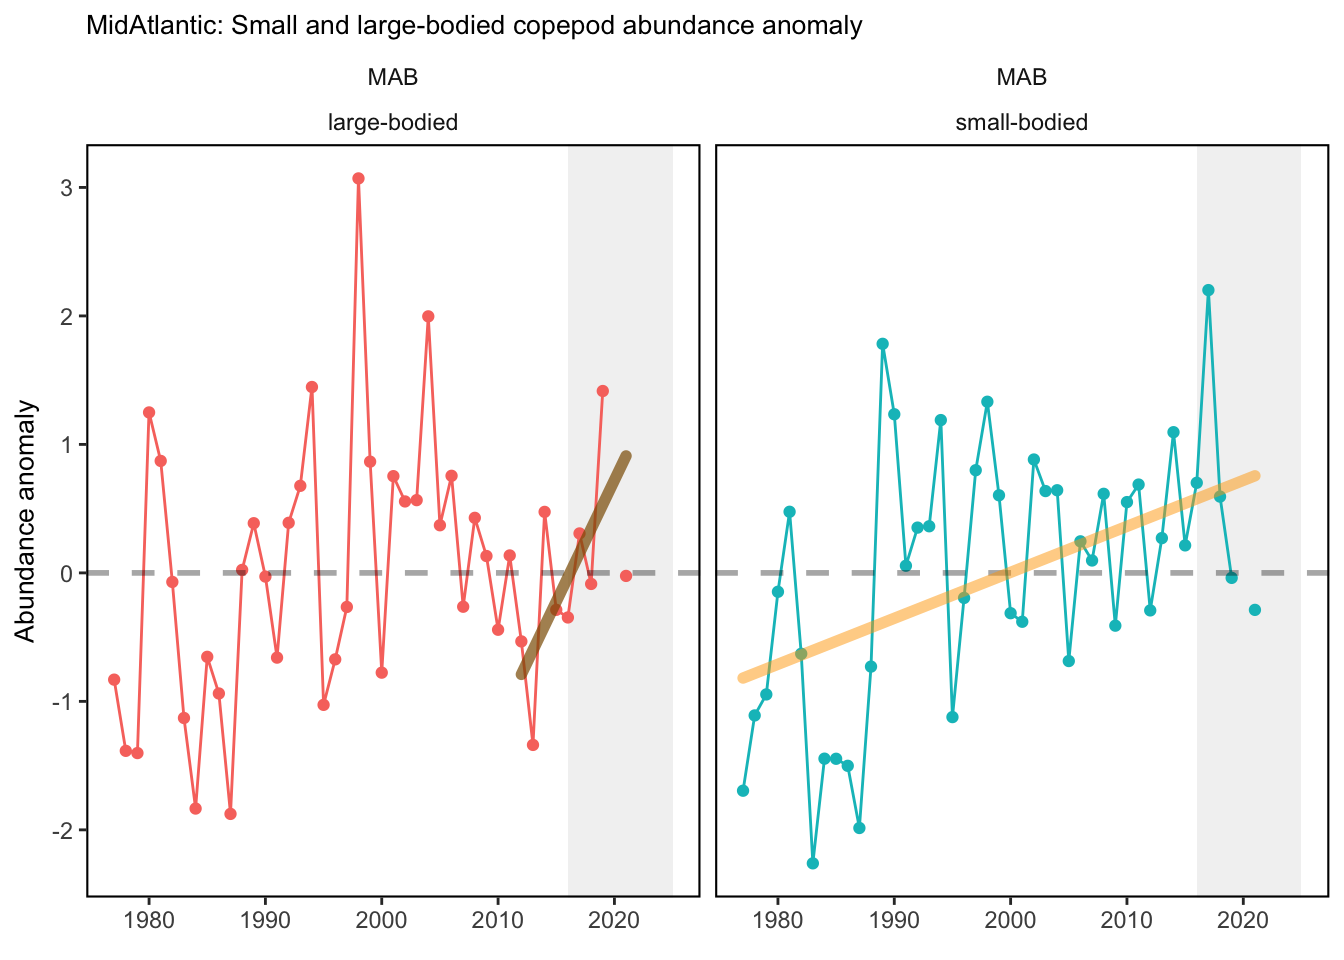 MidAtlantic: Small and large-bodied copepod abundance anomaly
MAB
large-bodied
MAB
small-bodied
Abundance anomaly
3
2
1
0
-1
-2
1980 1990 2000 2010 2020
1980 1990 2000 2010 2020